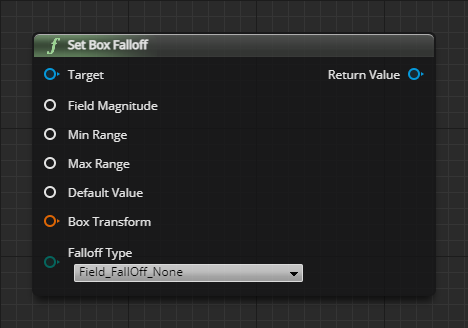 Set Box Falloff
Target
Return Value
Field Magnitude
Min Range
Max Range
Default Value
Box Transform
Falloff Type
Field_FallOff_None